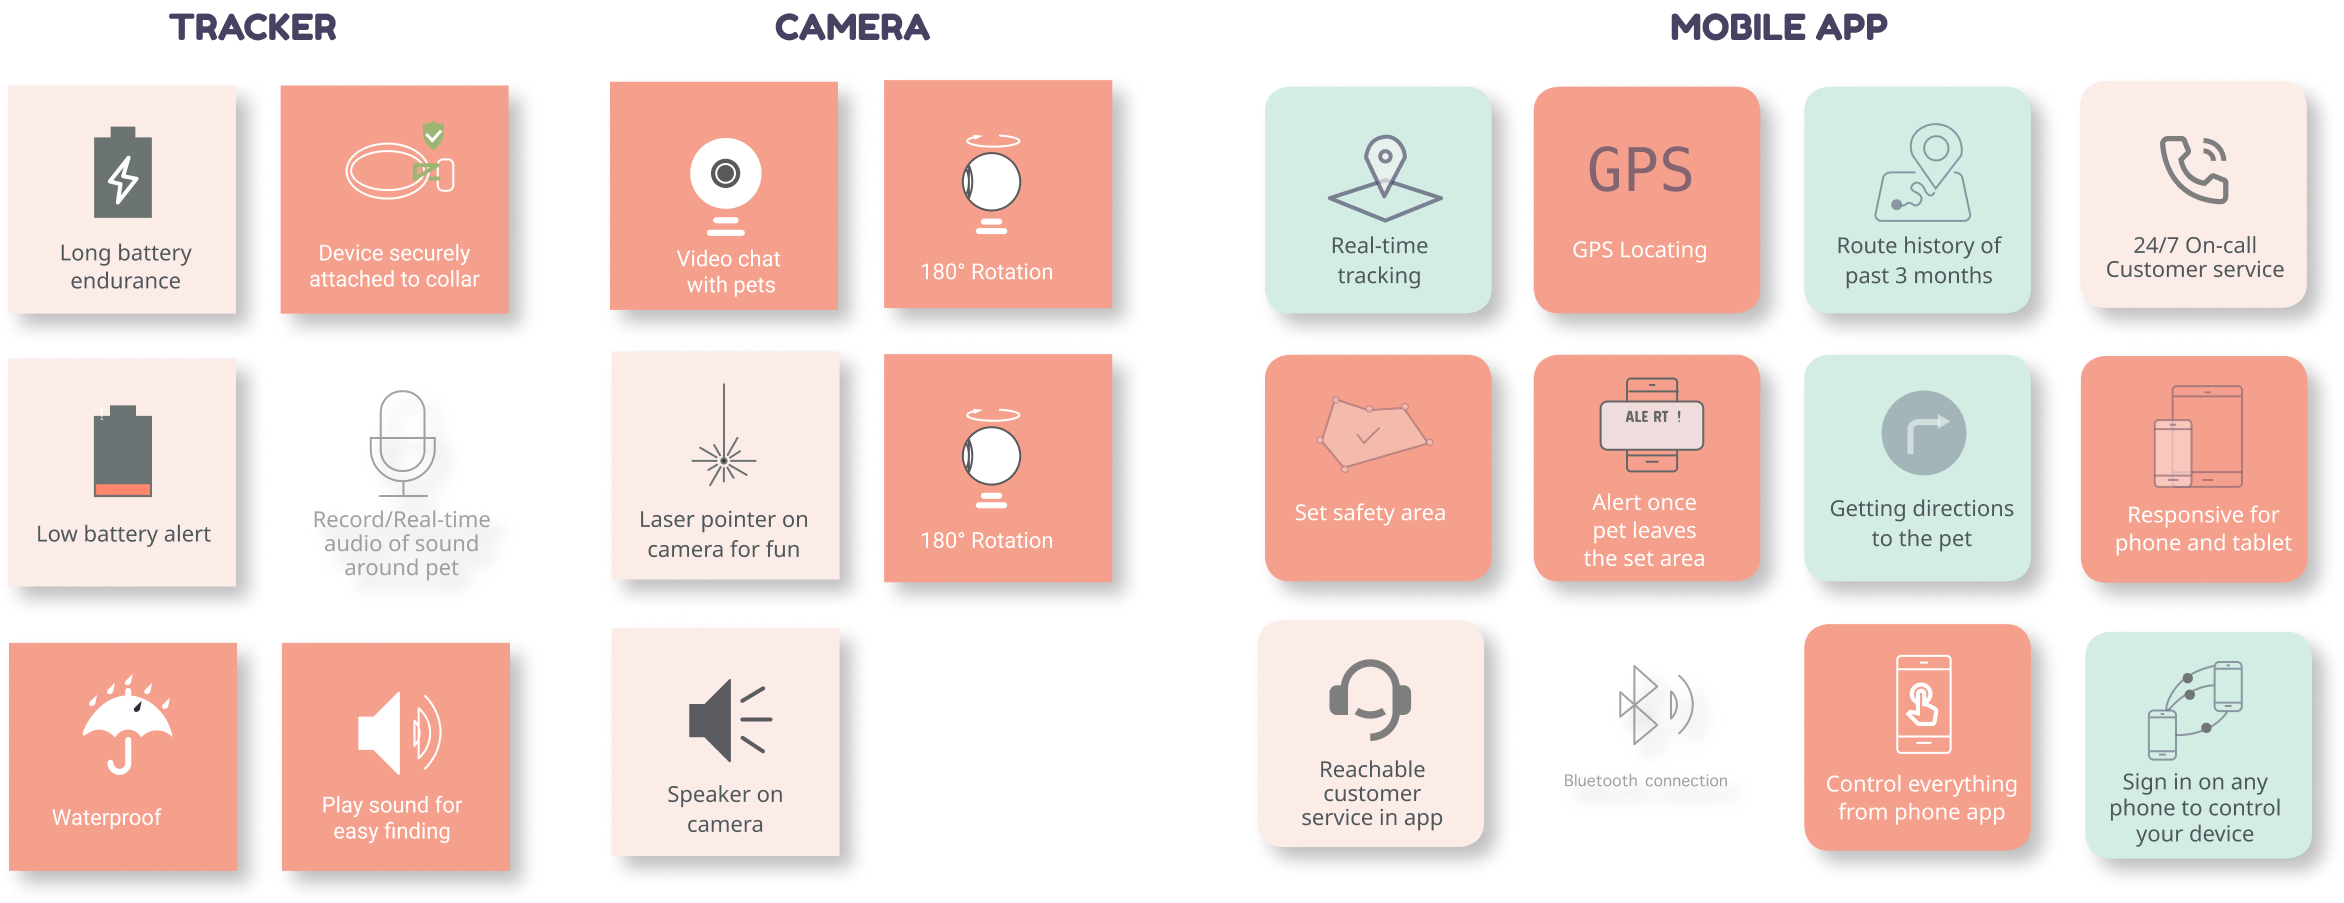 TRACKER
CAMERA
MOBILE APP
Long battery
endurance
Device securely
attached to collar
Low battery alert
Record/Real-time
audio of sound
around pet
Waterproof
Play sound for
easy finding
Video chat
with pets
180° Rotation
Laser pointer on
camera for fun
180° Rotation
Speaker on
camera
Real-time
tracking
GPS
GPS Locating
Route history of
past 3 months
24/7 On-call
Customer service
Set safety area
ALE RT !
Alert once
pet leaves
the set area
Getting directions
to the pet
Responsive for
phone and tablet
Reachable
customer
service in app
Bluetooth connection
Control everything
from phone app
Sign in on any
phone to control
your device